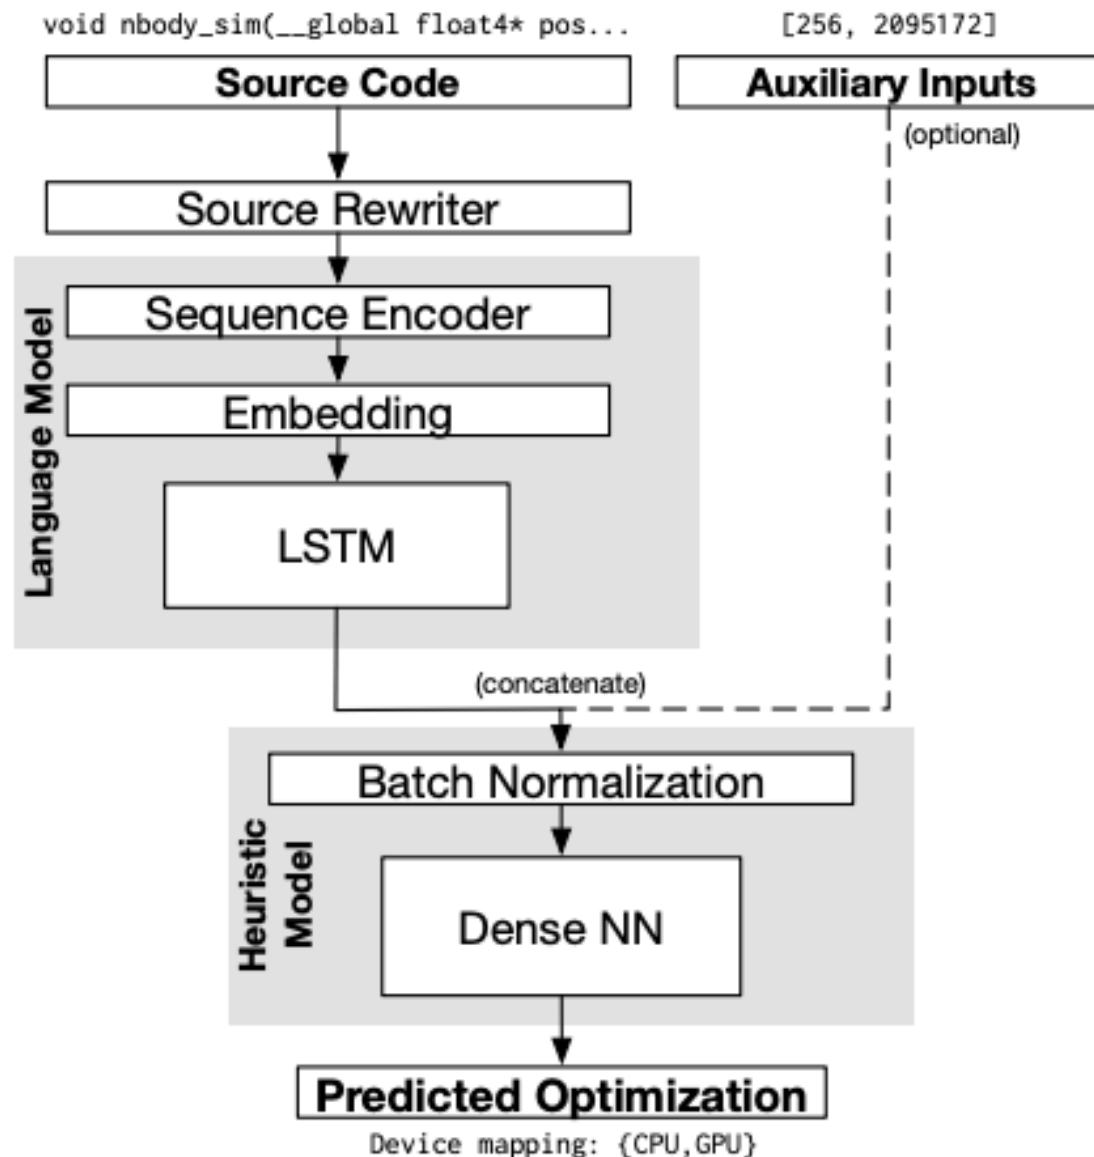 void nbody_sim(__global float4* pos...
[256, 2095172]
Source Code
Auxiliary Inputs
(optional)
Source Rewriter
Language Model
Sequence Encoder
Embedding
LSTM
(concatenate)
Heuristic
Model
Batch Normalization
Dense NN
Predicted Optimization
Device mapping: {CPU,GPU}